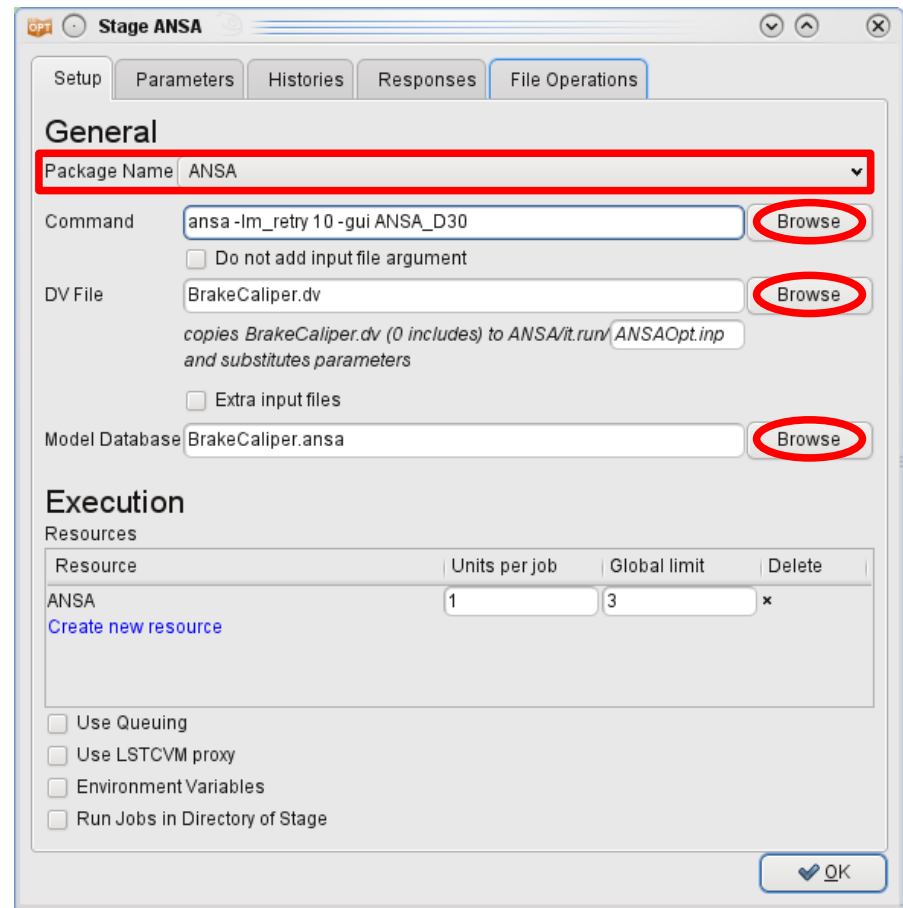 OPT Stage ANSA
Setup Parameters Histories Responses File Operations
General
Package Name ANSA
Command ansa -lm_retry 10 -gui ANSA_D30 Browse
Do not add input file argument
DV File BrakeCaliper.dv Browse
copies BrakeCaliper.dv (0 includes) to ANSA/it.run/ ANSAOpt.inp
and substitutes parameters
Extra input files
Model Database BrakeCaliper.ansa Browse
Execution
Resources
Resource Units per job Global limit Delete
ANSA 1 3 ×
Create new resource
Use Queuing
Use LSTCVM proxy
Environment Variables
Run Jobs in Directory of Stage
OK